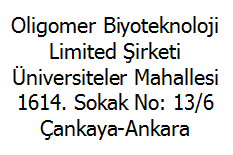 Oligomer Biyoteknoloji
Limited Şirketi
Üniversiteler Mahallesi
1614. Sokak No: 13/6
Çankaya-Ankara